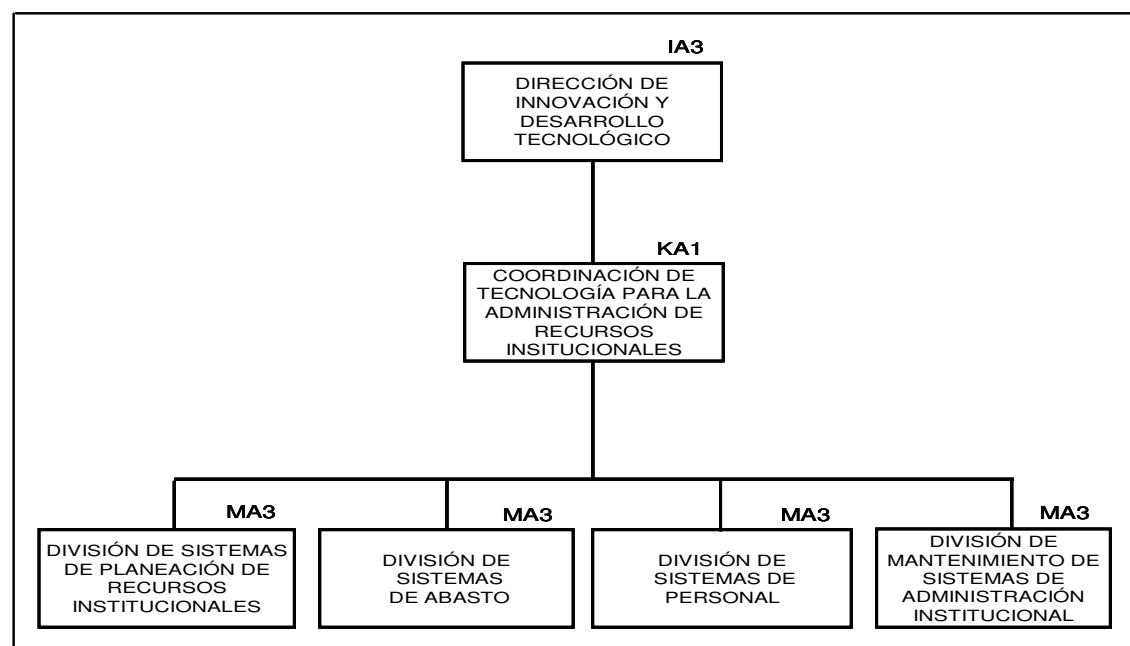 IA3
DIRECCIÓN DE
INNOVACIÓN Y
DESARROLLO
TECNOLÓGICO
KA1
COORDINACIÓN DE
TECNOLOGÍA PARA LA
ADMINISTRACIÓN DE
RECURSOS
INSITUCIONALES
MA3
DIVISIÓN DE SISTEMAS
DE PLANEACIÓN DE
RECURSOS
INSTITUCIONALES
MA3
DIVISIÓN DE
SISTEMAS
DE ABASTO
MA3
DIVISIÓN DE
SISTEMAS DE
PERSONAL
MA3
DIVISIÓN DE
MANTENIMIENTO DE
SISTEMAS DE
ADMINISTRACIÓN
INSTITUCIONAL